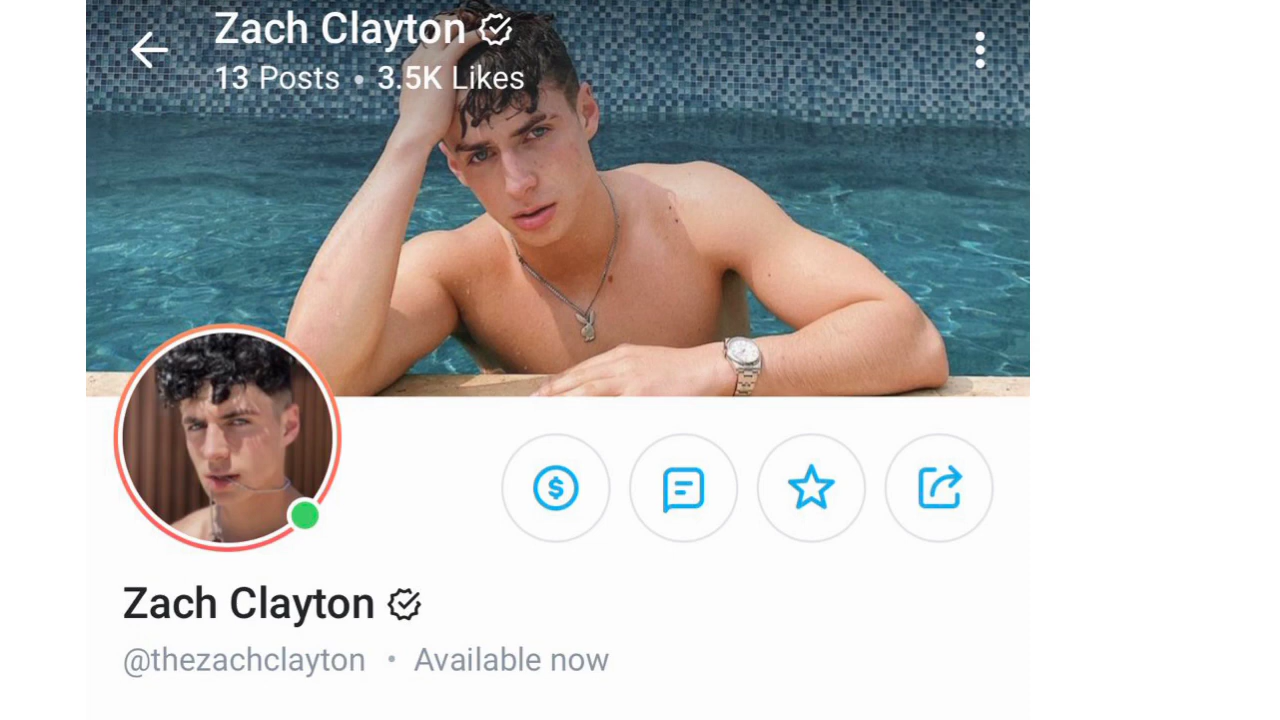 Zach Clayton
13 Posts • 3.5K Likes
Zach Clayton
@thezachclayton • Available now